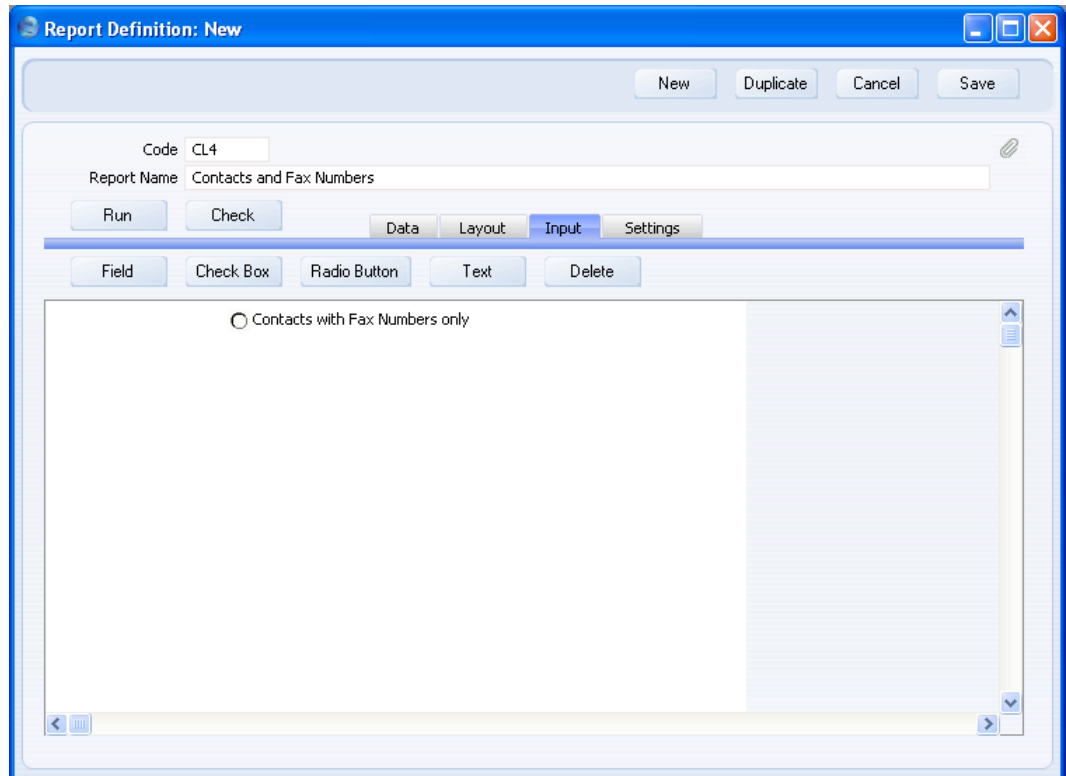 Report Definition: New
New Duplicate Cancel Save
Code CL4
Report Name Contacts and Fax Numbers
Run Check Data Layout Input Settings
Field Check Box Radio Button Text Delete
Contacts with Fax Numbers only